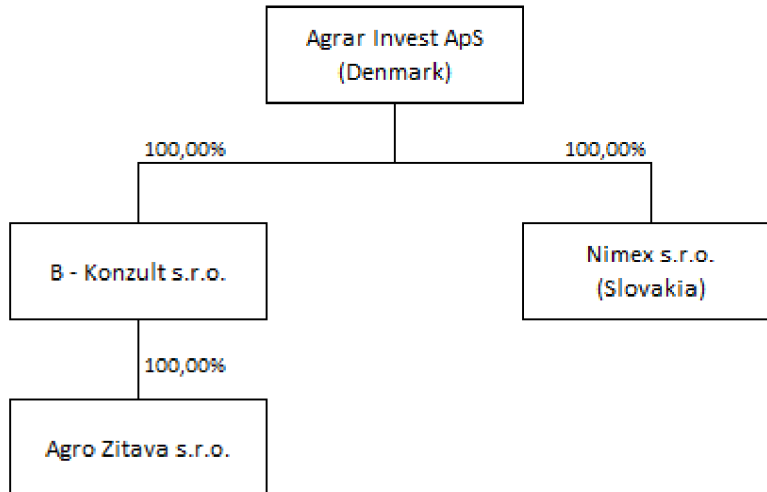 Agrar Invest ApS
(Denmark)
100,00%
100,00%
B - Konzult s.r.o.
Nimex s.r.o.
(Slovakia)
100,00%
Agro Zitava s.r.o.